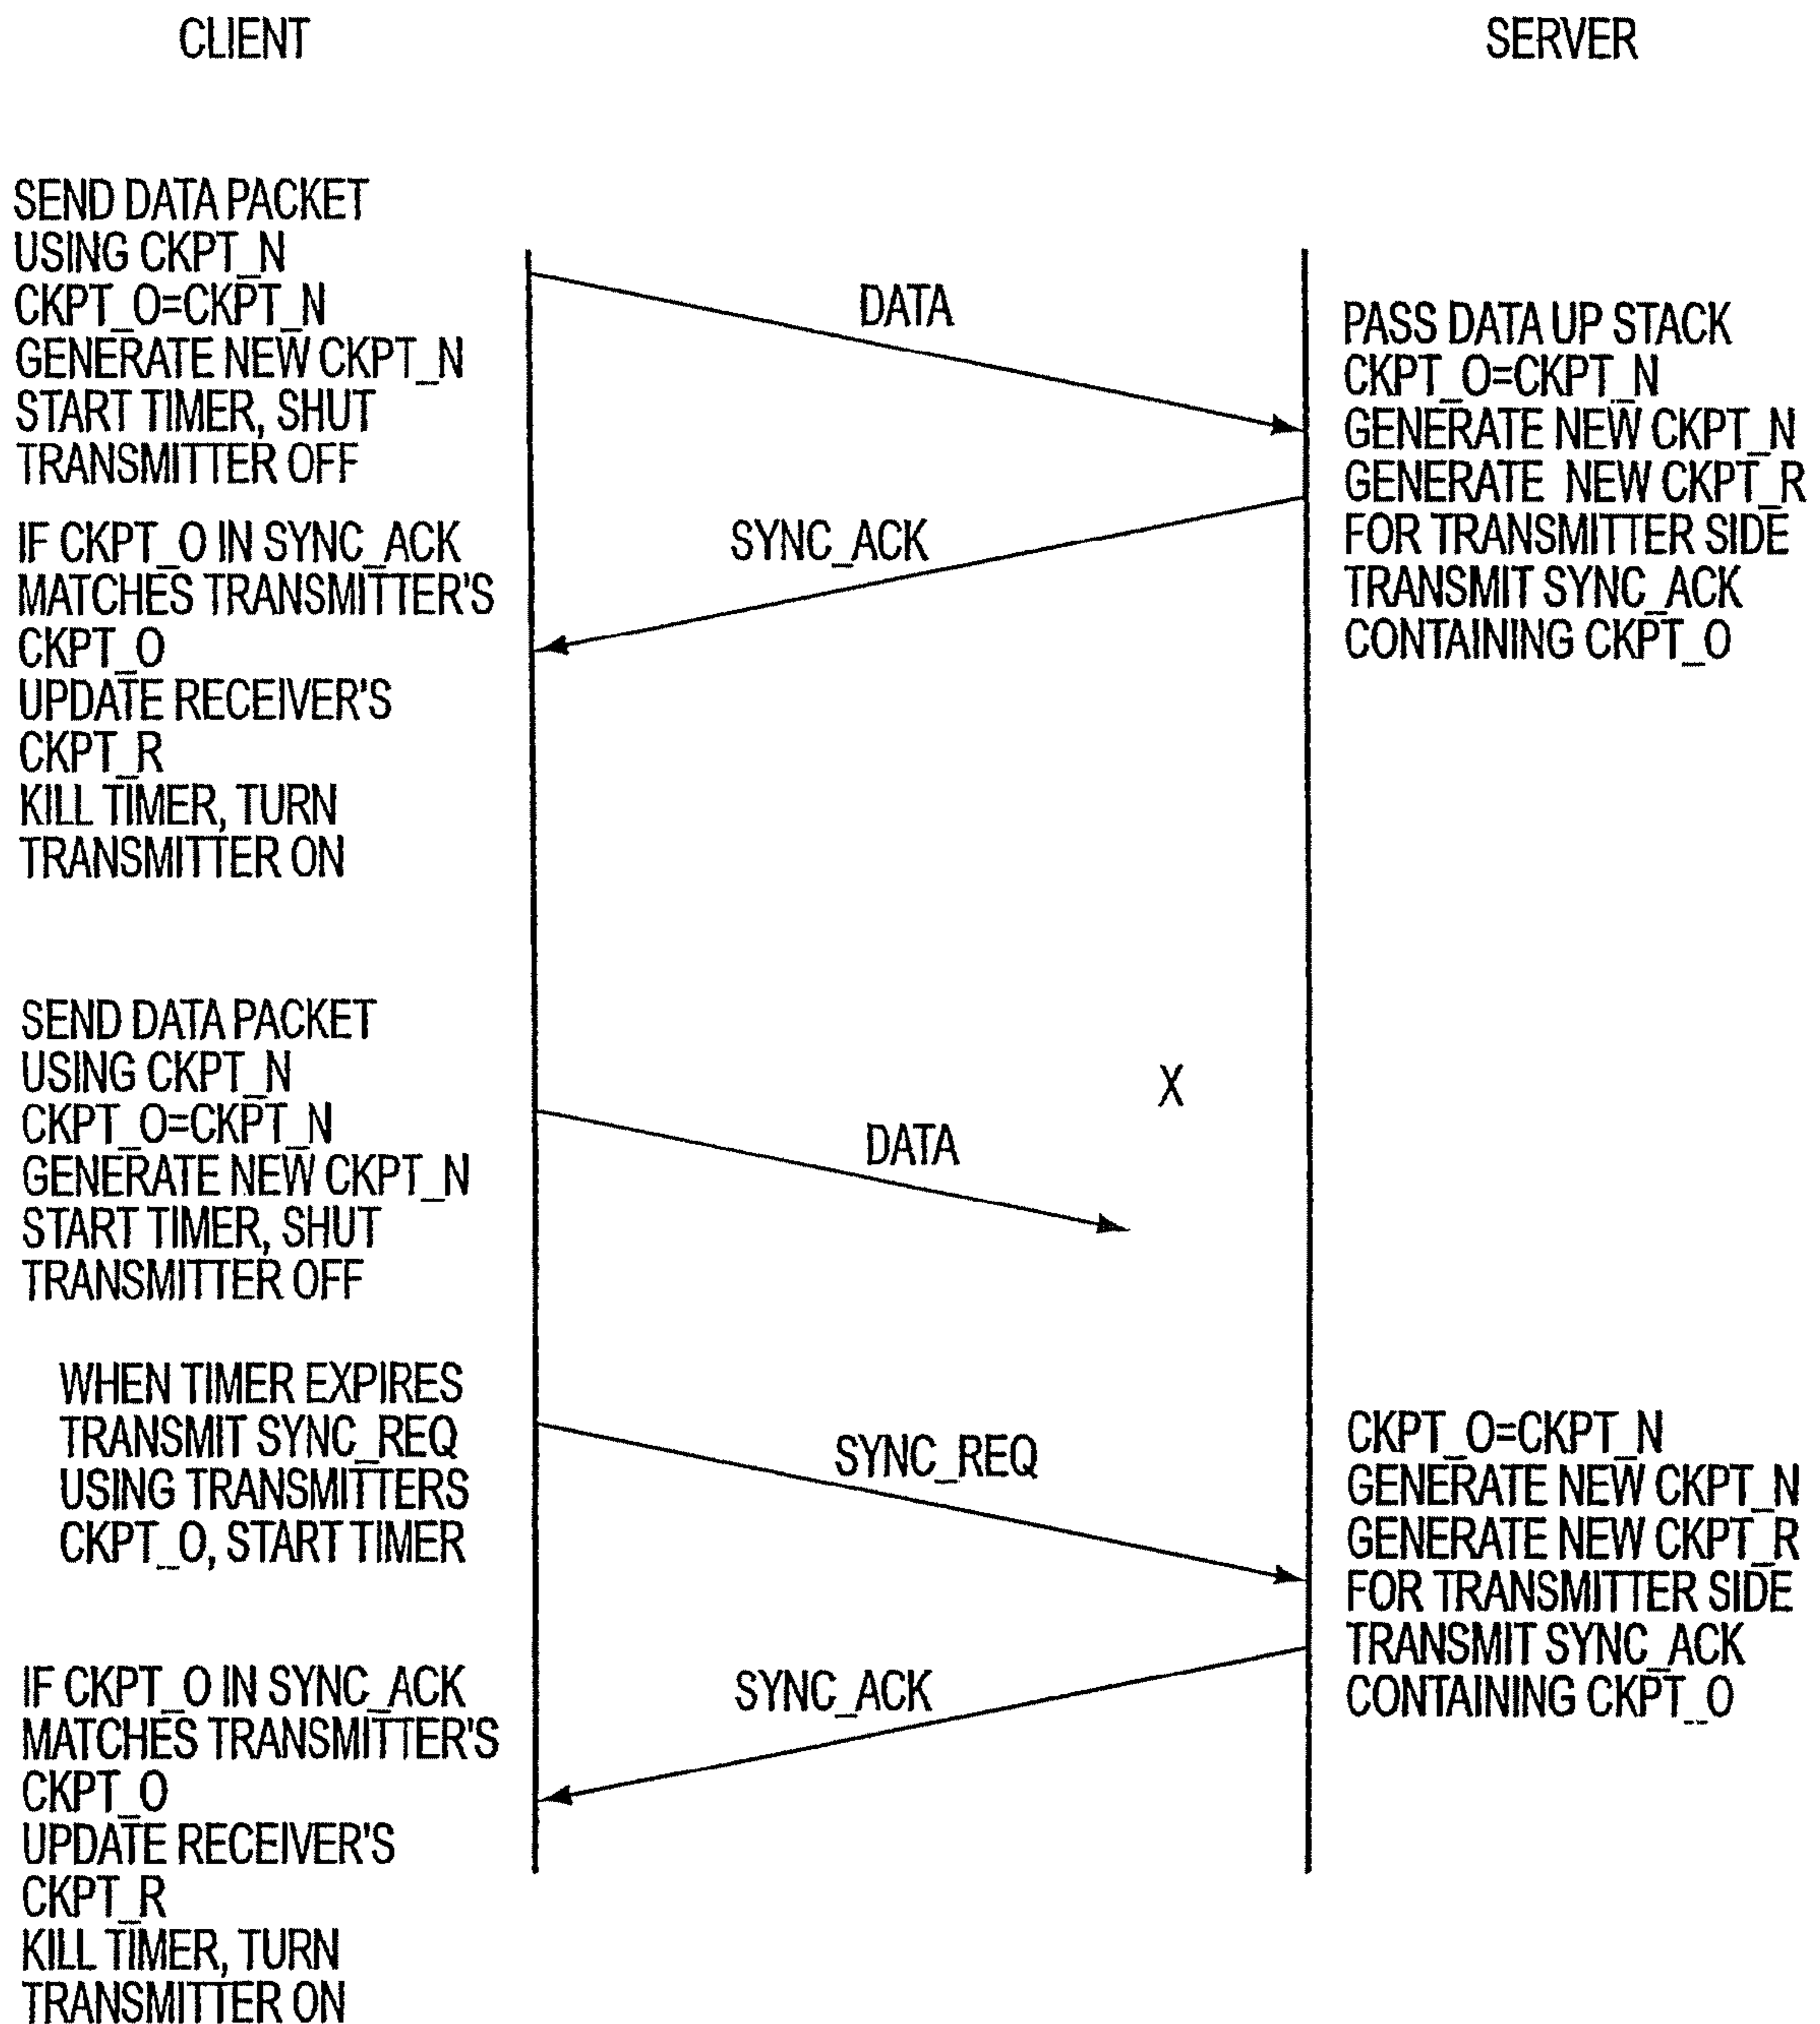 CLIENT
SERVER
SEND DATA PACKET
USING CKPT_N
CKPT_O=CKPT_N
GENERATE NEW CKPT_N
START TIMER, SHUT
TRANSMITTER OFF
DATA
PASS DATA UP STACK
CKPT_O=CKPT_N
GENERATE NEW CKPT_N
GENERATE NEW CKPT_R
FOR TRANSMITTER SIDE
TRANSMIT SYNC_ACK
CONTAINING CKPT_O
SYNC_ACK
IF CKPT_O IN SYNC_ACK
MATCHES TRANSMITTER'S
CKPT_O
UPDATE RECEIVER'S
CKPT_R
KILL TIMER, TURN
TRANSMITTER ON
SEND DATA PACKET
USING CKPT_N
CKPT_O=CKPT_N
GENERATE NEW CKPT_N
START TIMER, SHUT
TRANSMITTER OFF
X
DATA
WHEN TIMER EXPIRES
TRANSMIT SYNC_REQ
USING TRANSMITTERS
CKPT_O, START TIMER
SYNC_REQ
CKPT_O=CKPT_N
GENERATE NEW CKPT_N
GENERATE NEW CKPT_R
FOR TRANSMITTER SIDE
TRANSMIT SYNC_ACK
CONTAINING CKPT_O
SYNC_ACK
IF CKPT_O IN SYNC_ACK
MATCHES TRANSMITTER'S
CKPT_O
UPDATE RECEIVER'S
CKPT_R
KILL TIMER, TURN
TRANSMITTER ON